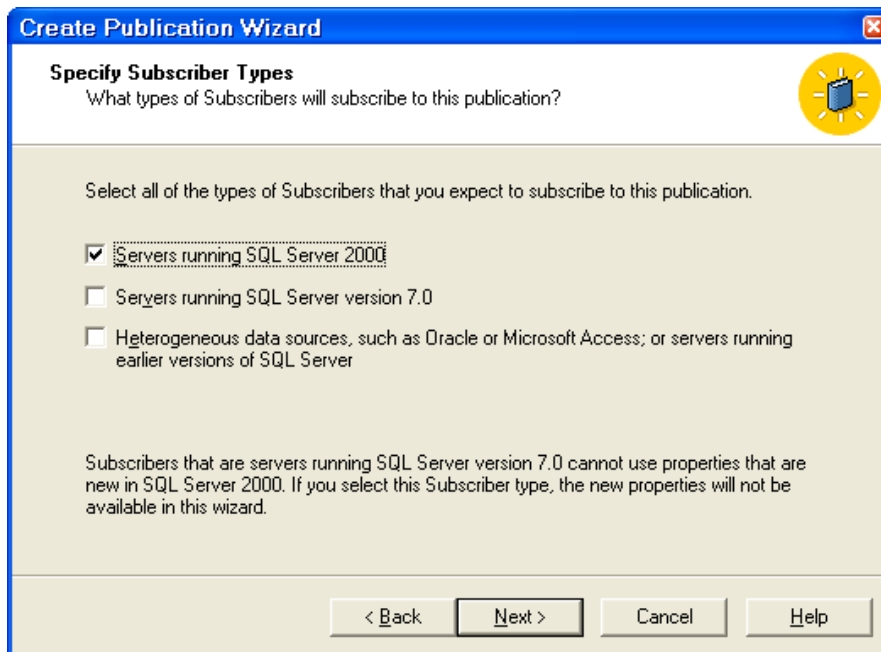 Create Publication Wizard
Specify Subscriber Types
What types of Subscribers will subscribe to this publication?
Select all of the types of Subscribers that you expect to subscribe to this publication.
Servers running SQL Server 2000
Servers running SQL Server version 7.0
Heterogeneous data sources, such as Oracle or Microsoft Access; or servers running
earlier versions of SQL Server
Subscribers that are servers running SQL Server version 7.0 cannot use properties that are
new in SQL Server 2000. If you select this Subscriber type, the new properties will not be
available in this wizard.
< Back Next > Cancel Help